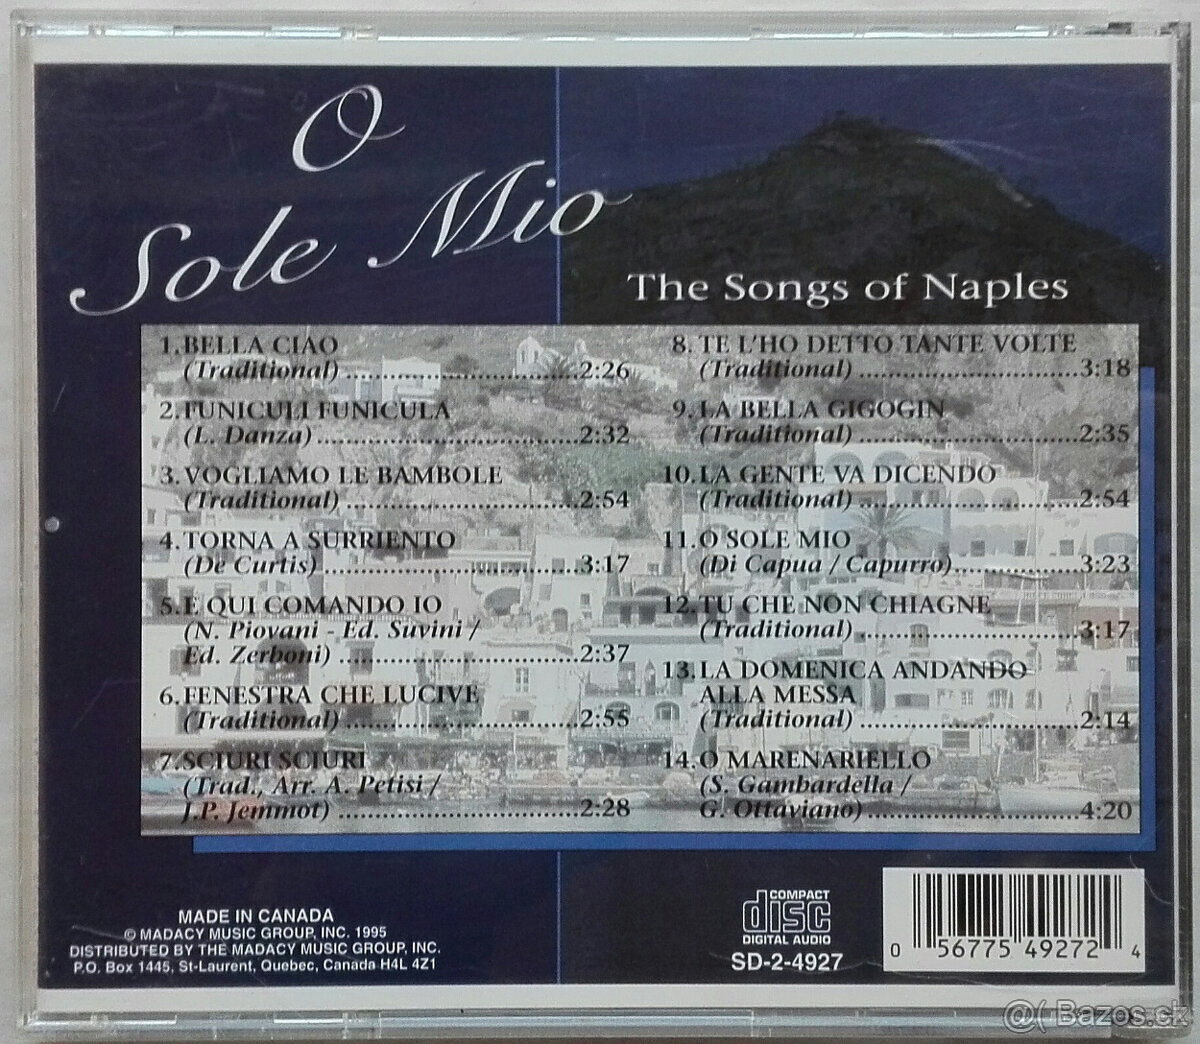 O
Sole Mio
The Songs of Naples
1. BELLA CIAO
(Traditional) ..............................2:26
2. FUNICULI FUNICULA
(L. Danza) ..................................2:32
3. VOGLIAMO LE BAMBOLE
(Traditional) ..............................2:54
4. TORNA A SURRIENTO
(De Curtis) .................................3:17
5. E QUI COMANDO IO
(N. Piovani - Ed. Suvini /
Ed. Zerboni) ...............................2:37
6. FENESTRA CHE LUCIVE
(Traditional) ..............................2:55
7. SCIURI SCIURI
(Trad., Arr. A. Petisi /
J.P. Jemmot) ...............................2:28
8. TE L'HO DETTO TANTE VOLTE
(Traditional) ............................3:18
9. LA BELLA GIGOGIN
(Traditional) ............................2:35
10. LA GENTE VA DICENDO
(Traditional) ............................2:54
11. O SOLE MIO
(Di Capua / Capurro) ................3:23
12. TU CHE NON CHIAGNE
(Traditional) ............................3:17
13. LA DOMENICA ANDANDO
ALLA MESSA
(Traditional) ............................2:14
14. O MARENARIELLO
(S. Gambardella /
G. Ottaviano) ...........................4:20
MADE IN CANADA
© MADACY MUSIC GROUP, INC. 1995
DISTRIBUTED BY THE MADACY MUSIC GROUP, INC.
P.O. Box 1445, St-Laurent, Quebec, Canada H4L 4Z1
COMPACT
disc
DIGITAL AUDIO
SD-2-4927
0 56775 49272 4
@( Bazos.sk